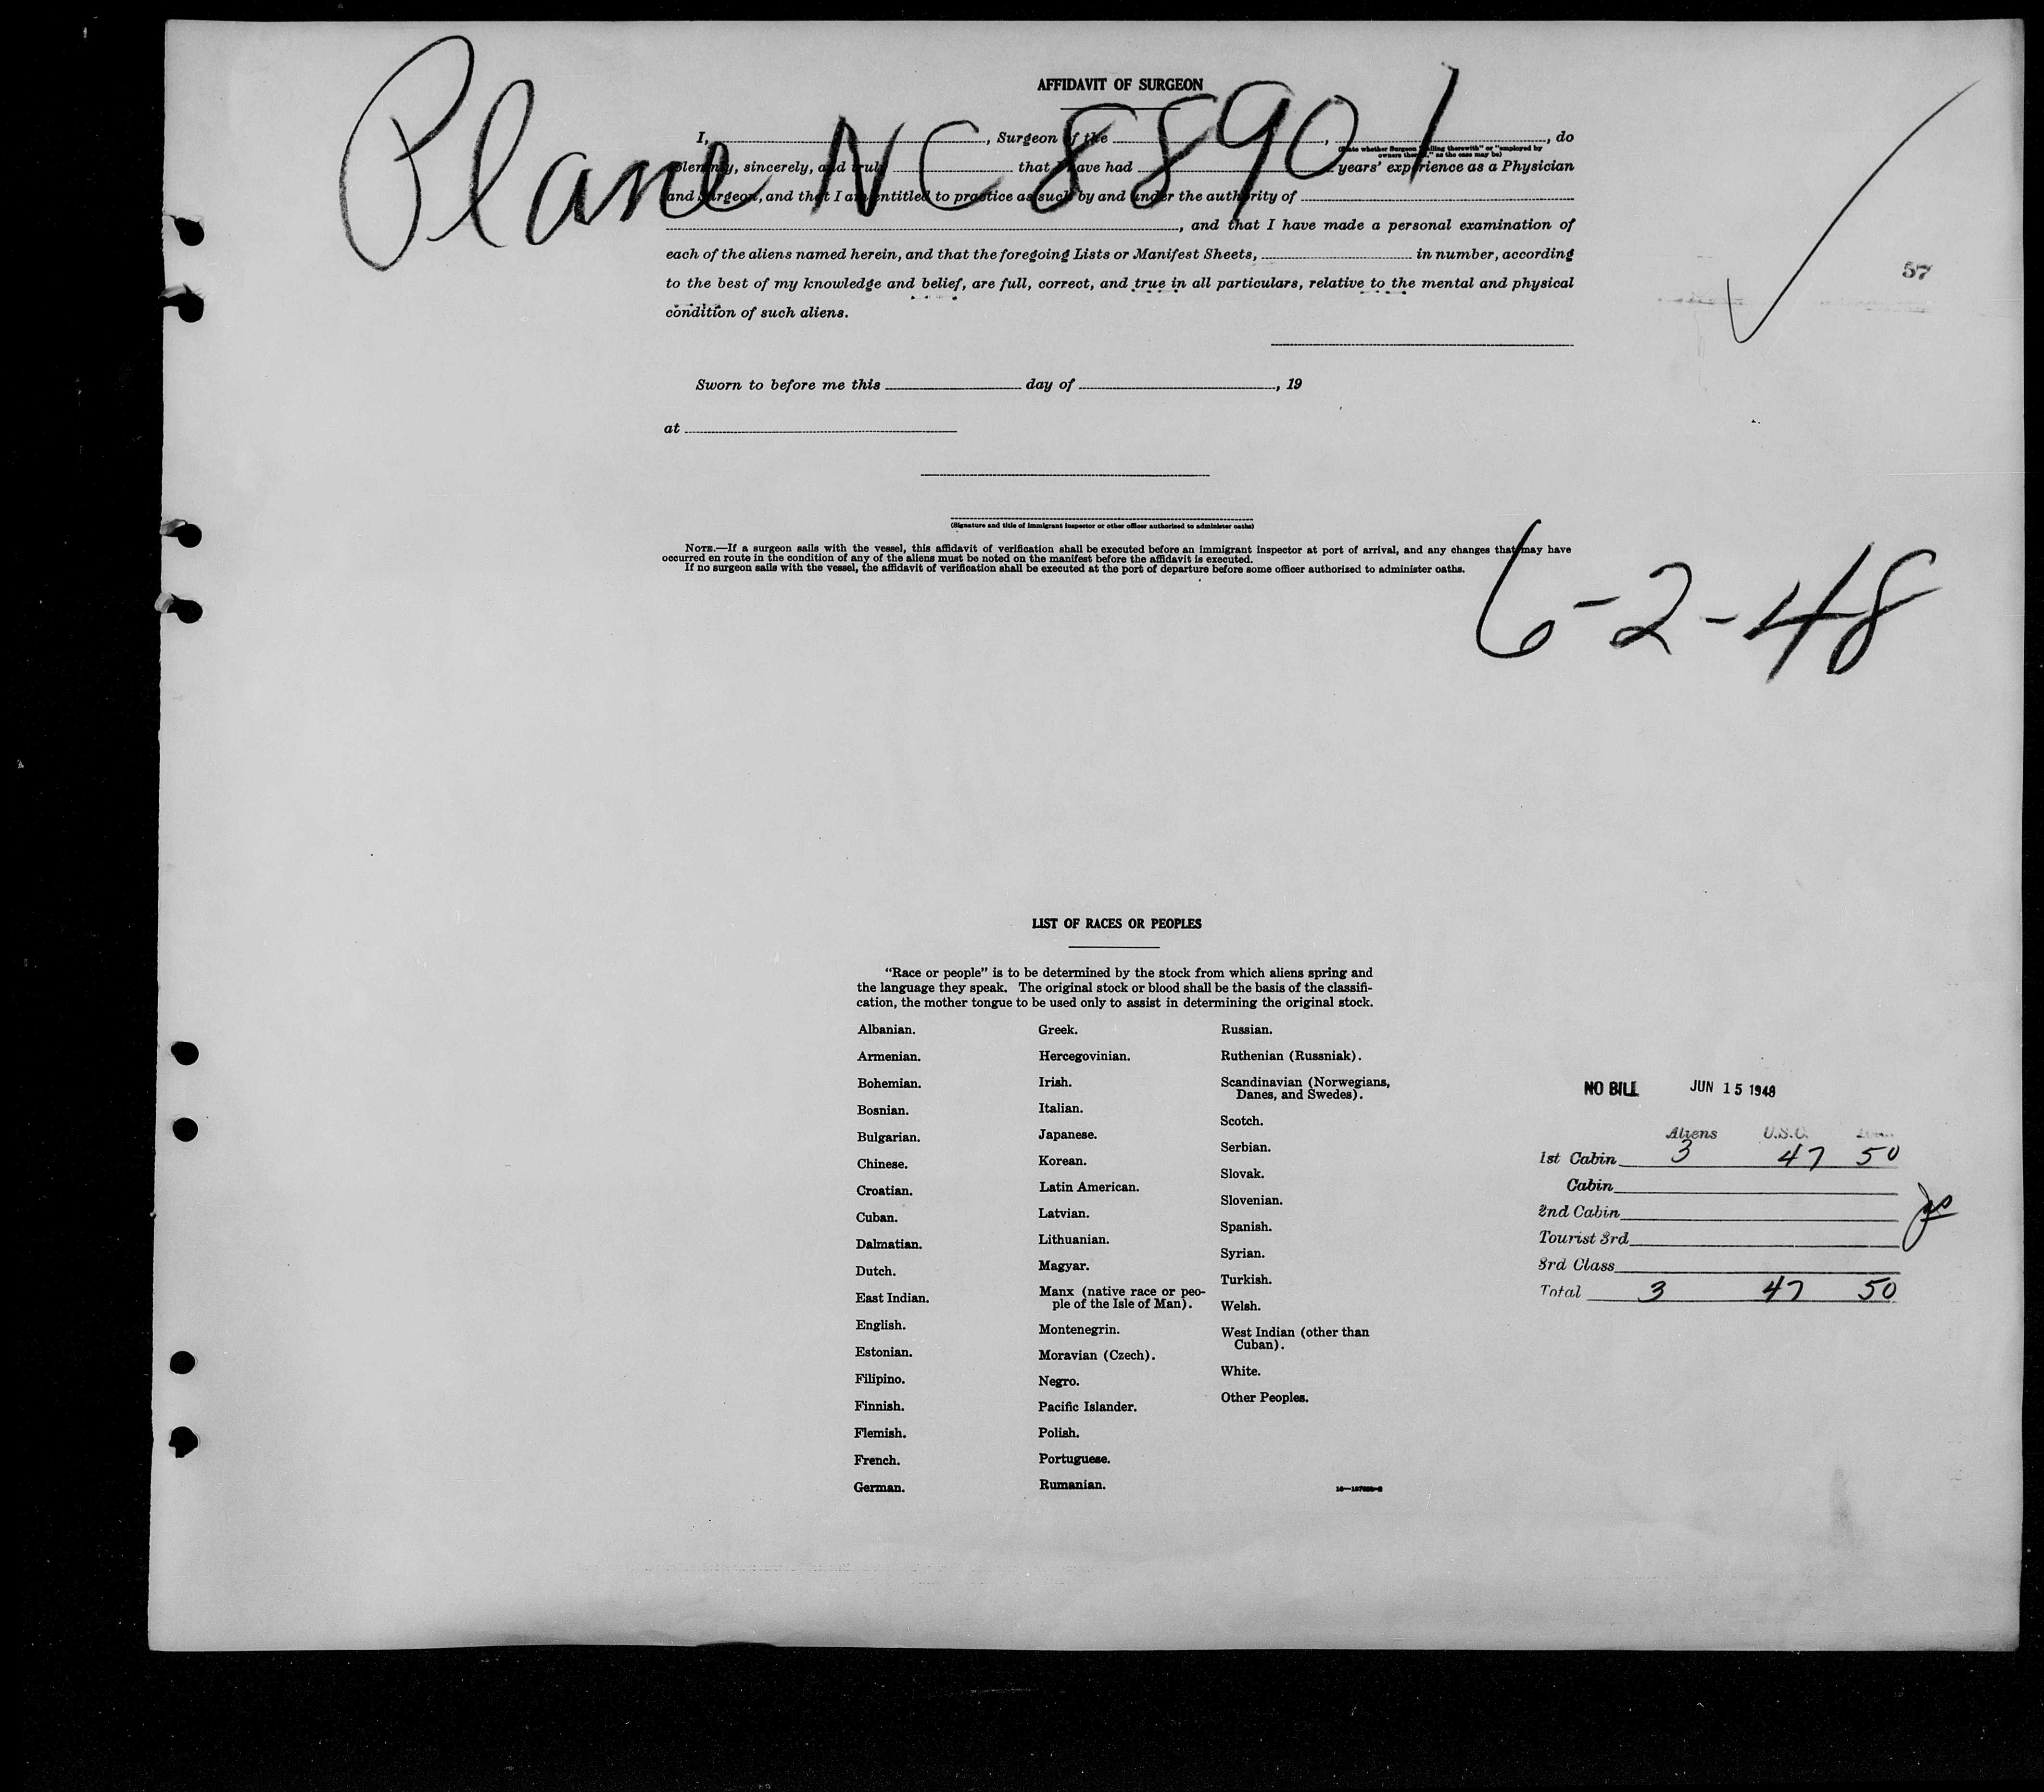 Plane NC 88901
AFFIDAVIT OF SURGEON
I, , Surgeon of the , , do
(State whether Surgeon "sailing therewith" or "employed by
owners thereof," as the case may be)
solemnly, sincerely, and truly that I have had years' experience as a Physician
and Surgeon, and that I am entitled to practice as such by and under the authority of
, and that I have made a personal examination of
each of the aliens named herein, and that the foregoing Lists or Manifest Sheets, in number, according
to the best of my knowledge and belief, are full, correct, and true in all particulars, relative to the mental and physical
condition of such aliens.
57
Sworn to before me this day of , 19
at
(Signature and title of immigrant inspector or other officer authorized to administer oaths)
NOTE.—If a surgeon sails with the vessel, this affidavit of verification shall be executed before an immigrant inspector at port of arrival, and any changes that may have
occurred en route in the condition of any of the aliens must be noted on the manifest before the affidavit is executed.
If no surgeon sails with the vessel, the affidavit of verification shall be executed at the port of departure before some officer authorized to administer oaths.
6-2-48
LIST OF RACES OR PEOPLES
"Race or people" is to be determined by the stock from which aliens spring and
the language they speak. The original stock or blood shall be the basis of the classifi-
cation, the mother tongue to be used only to assist in determining the original stock.
Albanian.
Armenian.
Bohemian.
Bosnian.
Bulgarian.
Chinese.
Croatian.
Cuban.
Dalmatian.
Dutch.
East Indian.
English.
Estonian.
Filipino.
Finnish.
Flemish.
French.
German.
Greek.
Hercegovinian.
Irish.
Italian.
Japanese.
Korean.
Latin American.
Latvian.
Lithuanian.
Magyar.
Manx (native race or peo-
ple of the Isle of Man).
Montenegrin.
Moravian (Czech).
Negro.
Pacific Islander.
Polish.
Portuguese.
Rumanian.
Russian.
Ruthenian (Russniak).
Scandinavian (Norwegians,
Danes, and Swedes).
Scotch.
Serbian.
Slovak.
Slovenian.
Spanish.
Syrian.
Turkish.
Welsh.
West Indian (other than
Cuban).
White.
Other Peoples.
NO BILL JUN 15 1948
Aliens U.S.C.
1st Cabin 3 47 50
Cabin
2nd Cabin
Tourist 3rd
3rd Class
Total 3 47 50